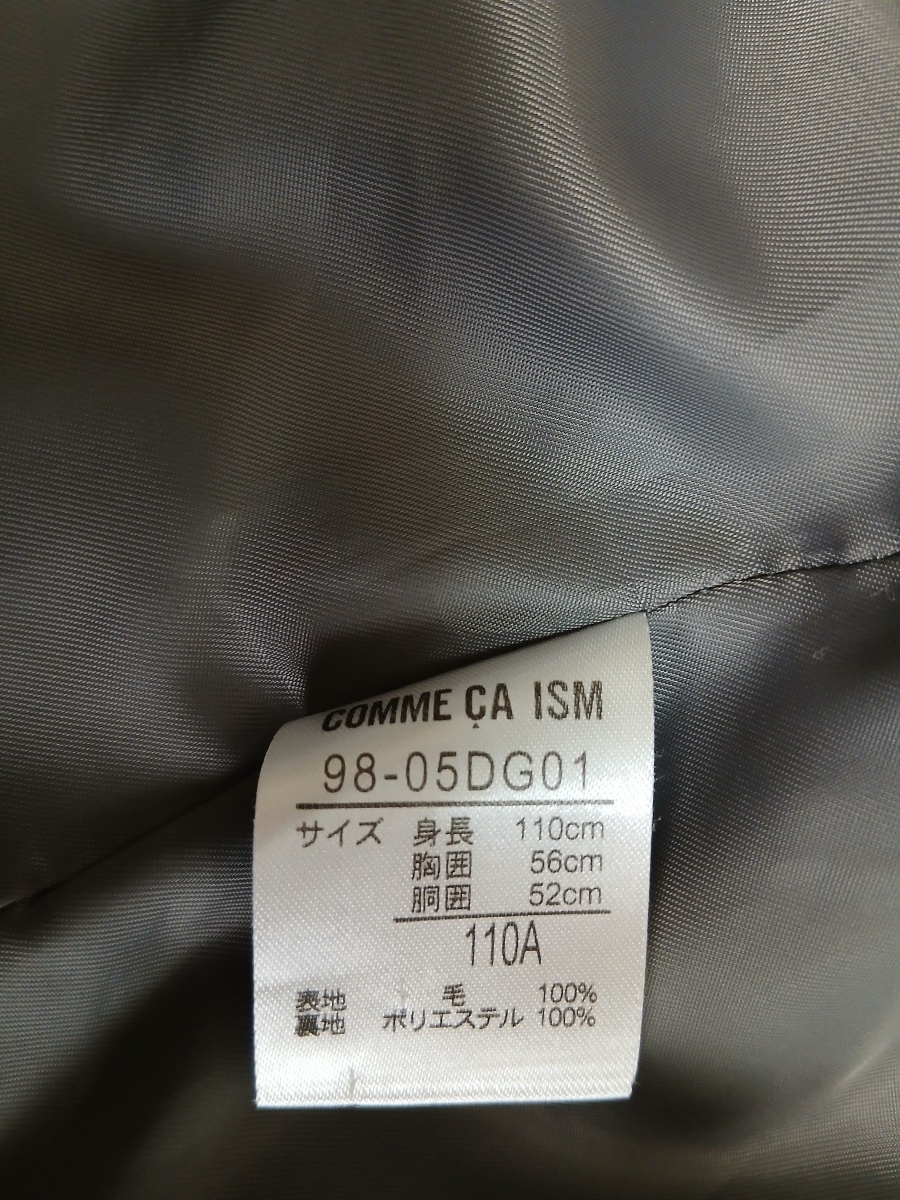 COMME ÇA ISM
98-05DG01
サイズ 身長 110cm
胸囲 56cm
胴囲 52cm
110A
表地 毛 100%
裏地 ポリエステル 100%